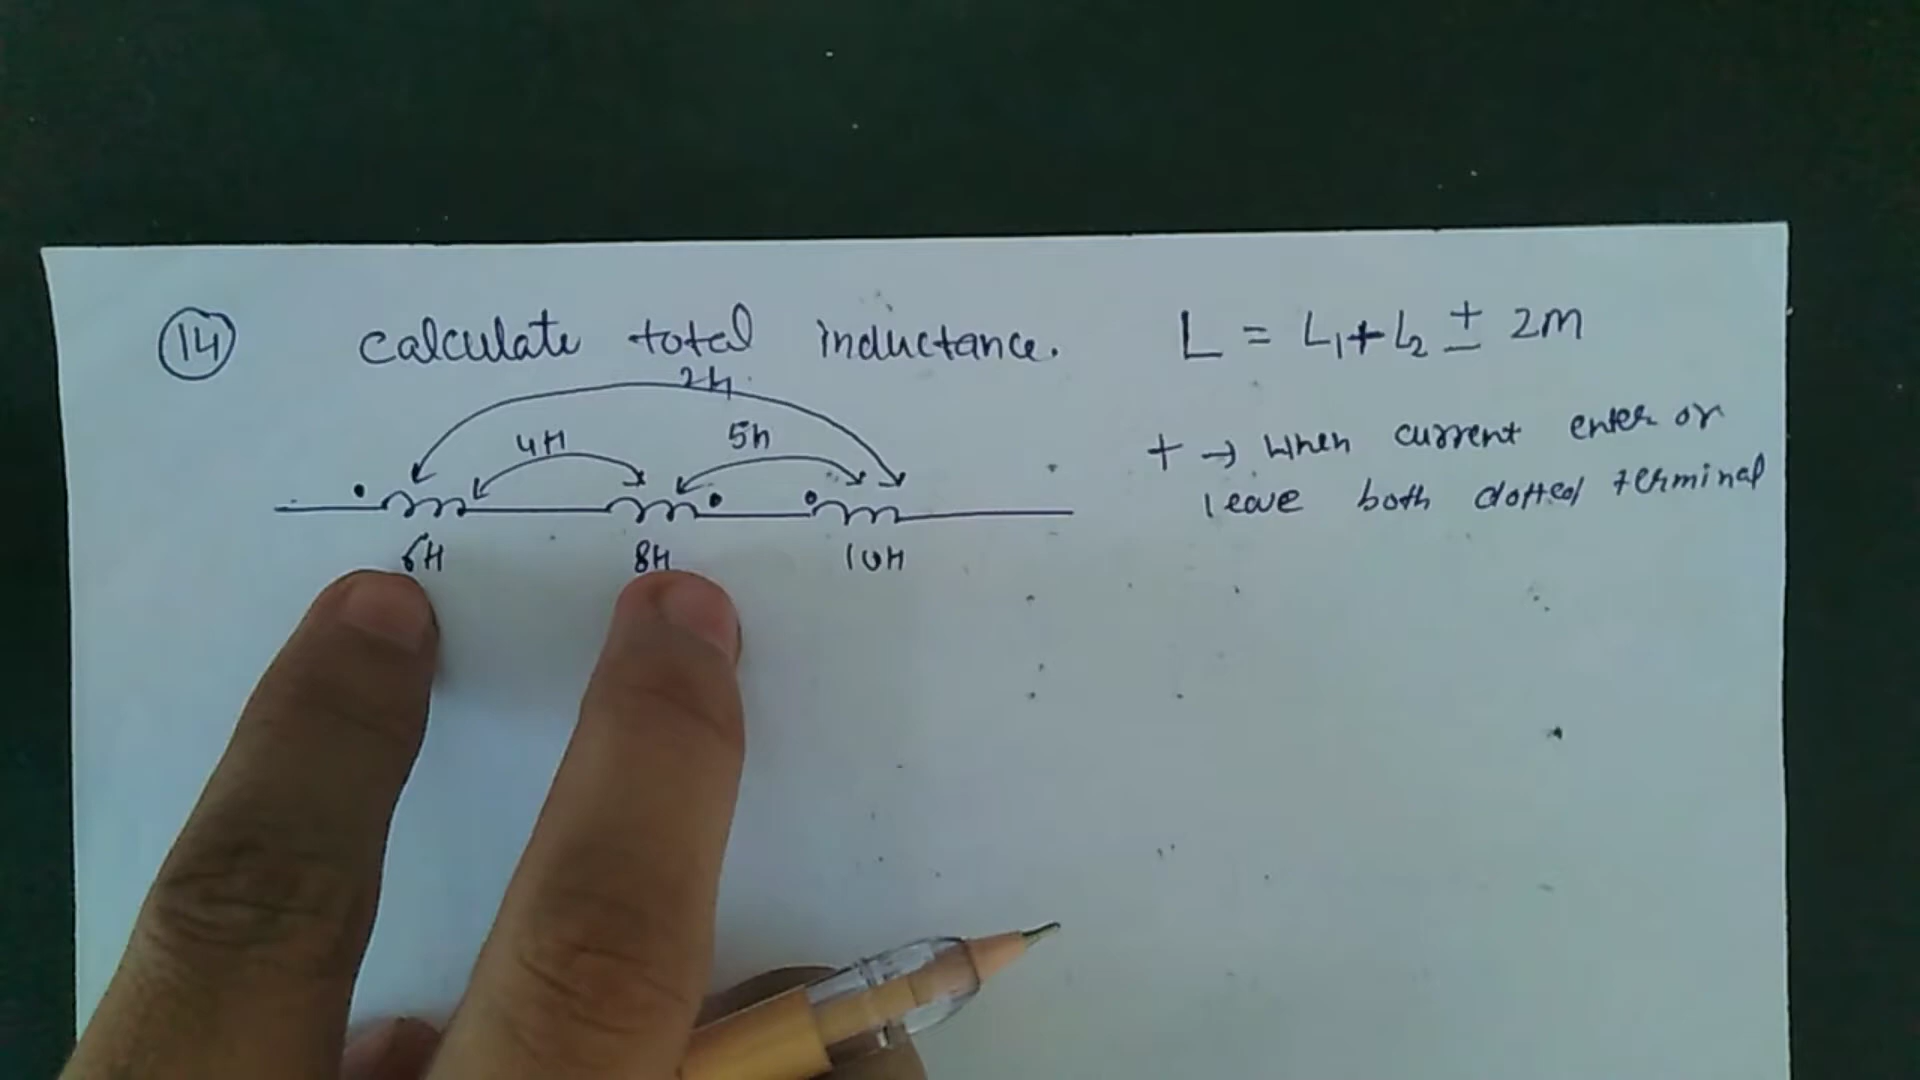 14 calculate total inductance. L = L1+L2 ± 2m
2H
4H 5h
+ → when current enter or
leave both dotted terminal
6H 8H 10H